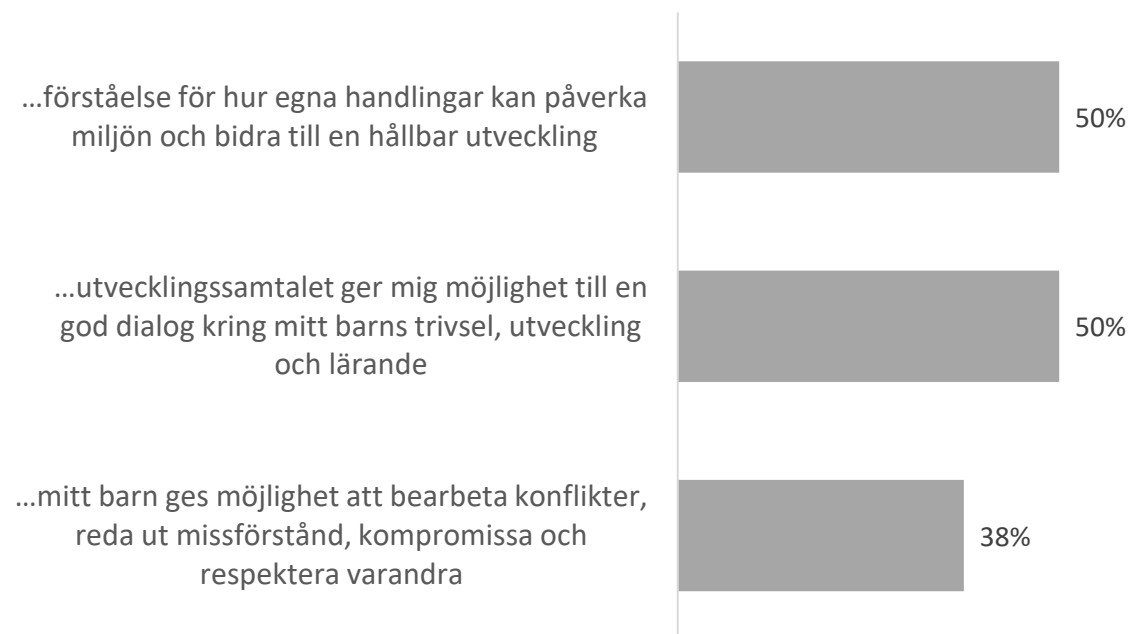 …förståelse för hur egna handlingar kan påverka
miljön och bidra till en hållbar utveckling
50%
…utvecklingssamtalet ger mig möjlighet till en
god dialog kring mitt barns trivsel, utveckling
och lärande
50%
…mitt barn ges möjlighet att bearbeta konflikter,
reda ut missförstånd, kompromissa och
respektera varandra
38%